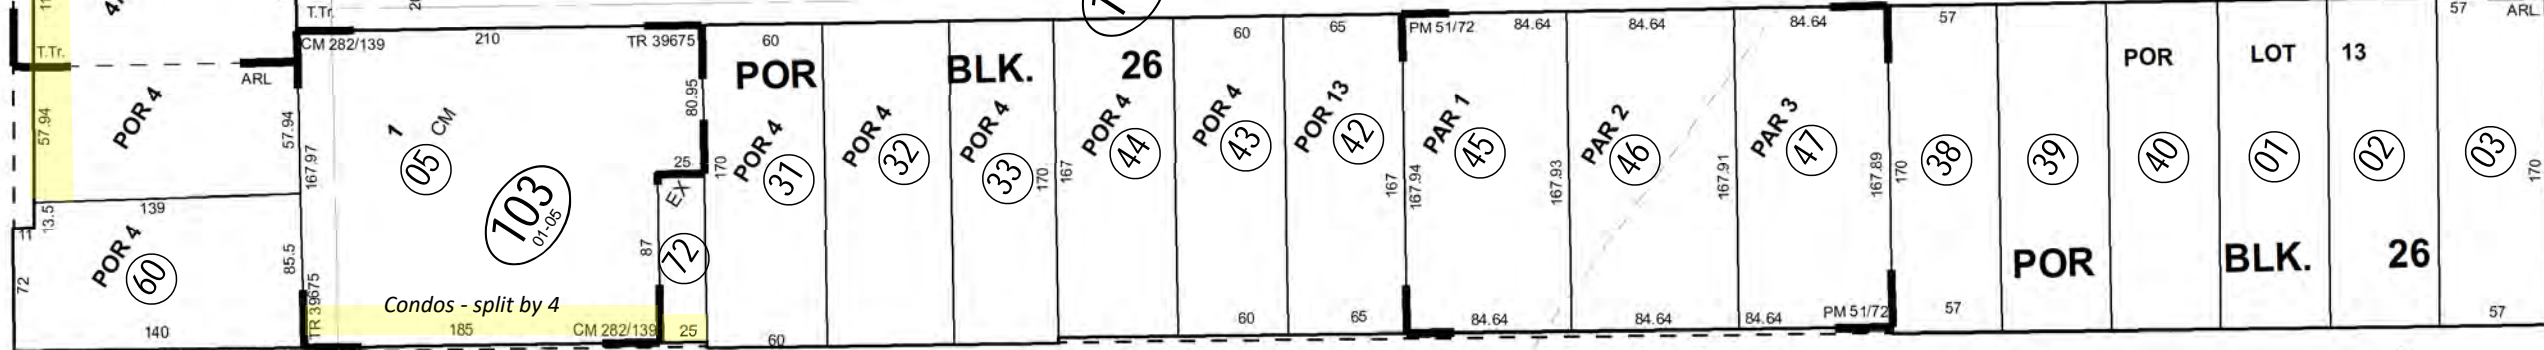 T.Tr.
T.Tr.
57.94
POR 4
ARL
57.94
139
13.5
11
72
POR 4
60
85.5
140
CM 282/139
210
TR 39675
167.97
1
CM
05
103
01-05
80.95
25
EX
87
72
TR 39675
Condos - split by 4
185
CM 282/139
25
60
POR BLK. 26
170
POR 4
31
60
POR 4
32
POR 4
33
170
167
POR 4
44
60
POR 4
43
60
65
POR 13
42
65
167
PM 51/72
84.64
84.64
84.64
167.94
PAR 1
45
167.93
PAR 2
46
167.91
PAR 3
47
167.89
84.64
84.64
84.64
PM 51/72
57
57
ARL
POR LOT 13
170
38
39
40
01
02
03
170
POR BLK. 26
57
57